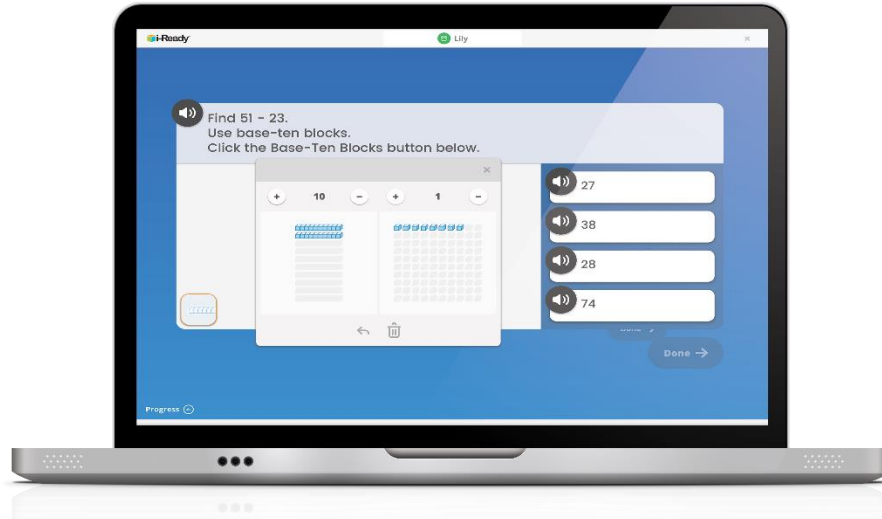 i-Ready
Lily
Find 51 - 23.
Use base-ten blocks.
Click the Base-Ten Blocks button below.
+ 10 - + 1 -
27
38
28
74
Done →
Progress